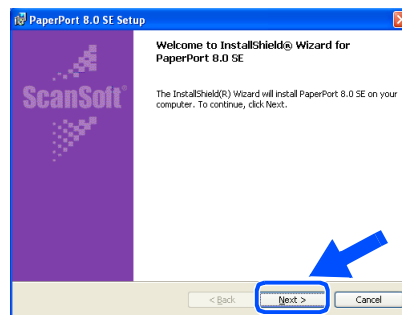 PaperPort 8.0 SE Setup
Welcome to InstallShield® Wizard for
PaperPort 8.0 SE
ScanSoft®
The InstallShield(R) Wizard will install PaperPort 8.0 SE on your
computer. To continue, click Next.
< Back
Next >
Cancel